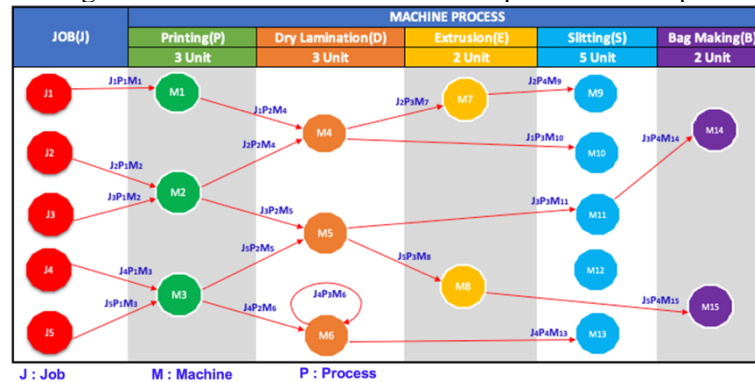 MACHINE PROCESS
JOB(J)
Printing(P) Dry Lamination(D) Extrusion(E) Slitting(S) Bag Making(B)
3 Unit 3 Unit 2 Unit 5 Unit 2 Unit
J1 J1P1M1 M1 J1P2M4 M4 J2P3M7 M7 J2P4M9 M9
J2 J2P1M2 J2P2M4 J1P3M10 M10 J3P4M14 M14
M2
J3 J3P1M2 J3P2M5 M5 J3P3M11 M11
J4 J4P1M3 J5P2M5 J5P3M8 M12
J5 J5P1M3 M3 J4P2M6 J4P3M6 M8 J5P4M15 M15
M6 J4P4M13 M13
J : Job M : Machine P : Process